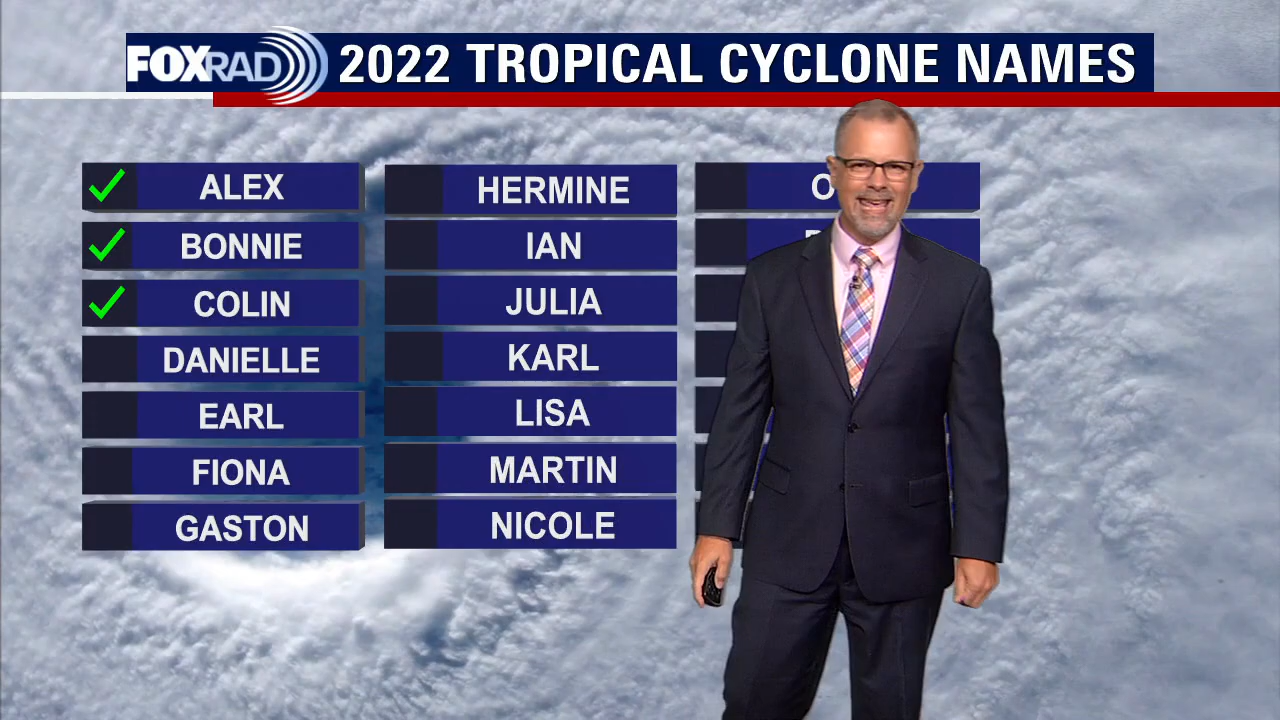 FOXRAD 2022 TROPICAL CYCLONE NAMES
ALEX
BONNIE
COLIN
DANIELLE
EARL
FIONA
GASTON
HERMINE
IAN
JULIA
KARL
LISA
MARTIN
NICOLE